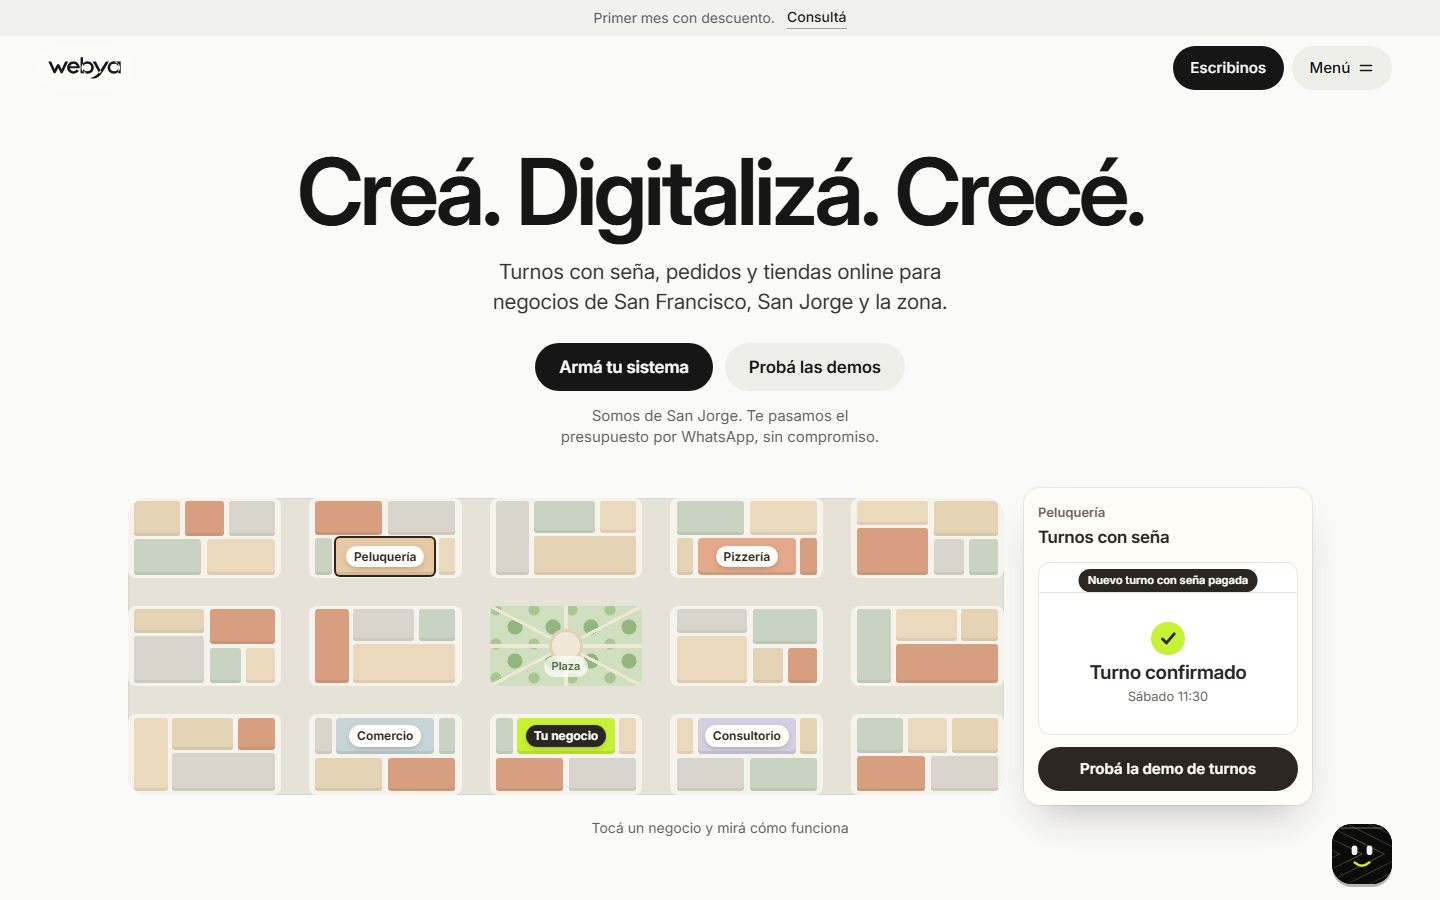 Primer mes con descuento. Consultá
webya
Escribinos
Menú
Creá. Digitalizá. Crecé.
Turnos con seña, pedidos y tiendas online para
negocios de San Francisco, San Jorge y la zona.
Armá tu sistema
Probá las demos
Somos de San Jorge. Te pasamos el
presupuesto por WhatsApp, sin compromiso.
Peluquería
Pizzería
Plaza
Comercio
Tu negocio
Consultorio
Peluquería
Turnos con seña
Nuevo turno con seña pagada
Turno confirmado
Sábado 11:30
Probá la demo de turnos
Tocá un negocio y mirá cómo funciona